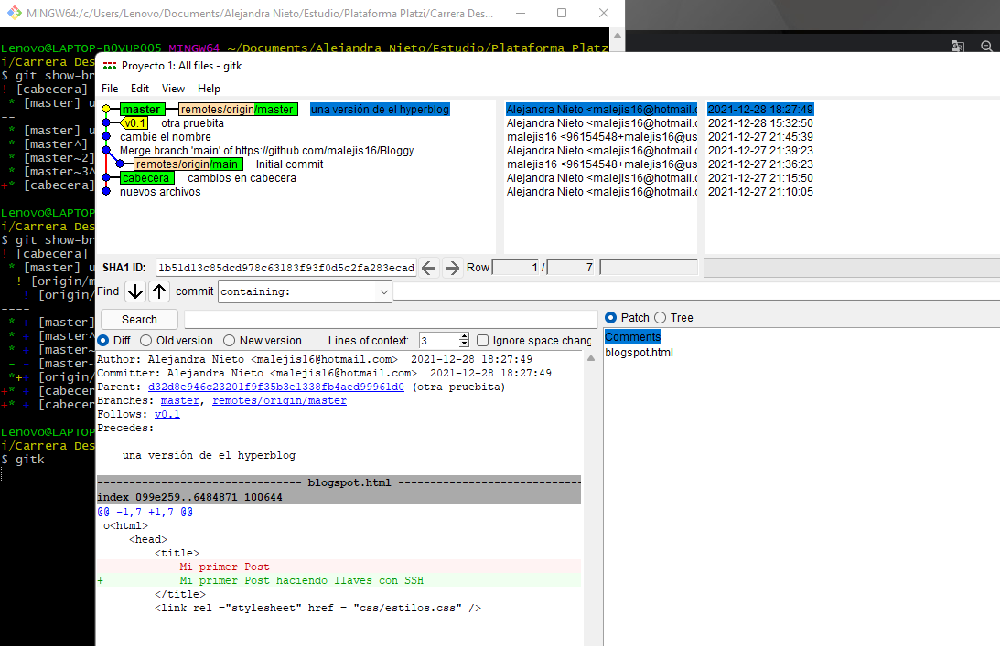 MINGW64:/c/Users/Lenovo/Documents/Alejandra Nieto/Estudio/Plataforma Platzi/Carrera Des...
Lenovo@LAPTOP-B0VUP005 MINGW64 ~/Documents/Alejandra Nieto/Estudio/Plataforma Platz
i/Carrera Des
$ git show-br
! [cabecera]
* [master] u
--
* [master] u
* [master^]
* [master~2]
* [master~3^
+* [cabecera]
Lenovo@LAPTOP
i/Carrera Des
$ git show-br
! [cabecera]
* [master] u
! [origin/m
! [origin/
----
* + [master]
* + [master^
* + [master~
- - [master~
*++ [origin/
+* + [cabecer
+* + [cabecer
Lenovo@LAPTOP
i/Carrera Des
$ gitk
Proyecto 1: All files - gitk
File Edit View Help
master remotes/origin/master una versión de el hyperblog Alejandra Nieto <malejis16@hotmail.c 2021-12-28 18:27:49
v0.1 otra pruebita Alejandra Nieto <malejis16@hotmail.c 2021-12-28 15:32:50
cambie el nombre malejis16 <96154548+malejis16@us 2021-12-27 21:45:39
Merge branch 'main' of https://github.com/malejis16/Bloggy Alejandra Nieto <malejis16@hotmail.c 2021-12-27 21:39:23
remotes/origin/main Initial commit malejis16 <96154548+malejis16@us 2021-12-27 21:36:23
cabecera cambios en cabecera Alejandra Nieto <malejis16@hotmail.c 2021-12-27 21:15:50
nuevos archivos Alejandra Nieto <malejis16@hotmail.c 2021-12-27 21:10:05
SHA1 ID: 1b51d13c85dcd978c63183f93f0d5c2fa283ecad Row 1 / 7
Find commit containing:
Search
Patch Tree
Diff Old version New version Lines of context: 3 Ignore space chang
Comments
blogspot.html
Author: Alejandra Nieto <malejis16@hotmail.com> 2021-12-28 18:27:49
Committer: Alejandra Nieto <malejis16@hotmail.com> 2021-12-28 18:27:49
Parent: d32d8e946c23201f9f35b3e1338fb4aed99961d0 (otra pruebita)
Branches: master, remotes/origin/master
Follows: v0.1
Precedes:
una versión de el hyperblog
------------------------------- blogspot.html -------------------------------
index 099e259..6484871 100644
@@ -1,7 +1,7 @@
o<html>
<head>
<title>
- Mi primer Post
+ Mi primer Post haciendo llaves con SSH
</title>
<link rel ="stylesheet" href = "css/estilos.css" />